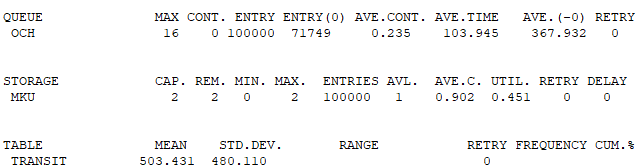 QUEUE MAX CONT. ENTRY ENTRY(0) AVE.CONT. AVE.TIME AVE.(-0) RETRY
OCH 16 0 100000 71749 0.235 103.945 367.932 0
STORAGE CAP. REM. MIN. MAX. ENTRIES AVL. AVE.C. UTIL. RETRY DELAY
MKU 2 2 0 2 100000 1 0.902 0.451 0 0
TABLE MEAN STD.DEV. RANGE RETRY FREQUENCY CUM.%
TRANSIT 503.431 480.110 0